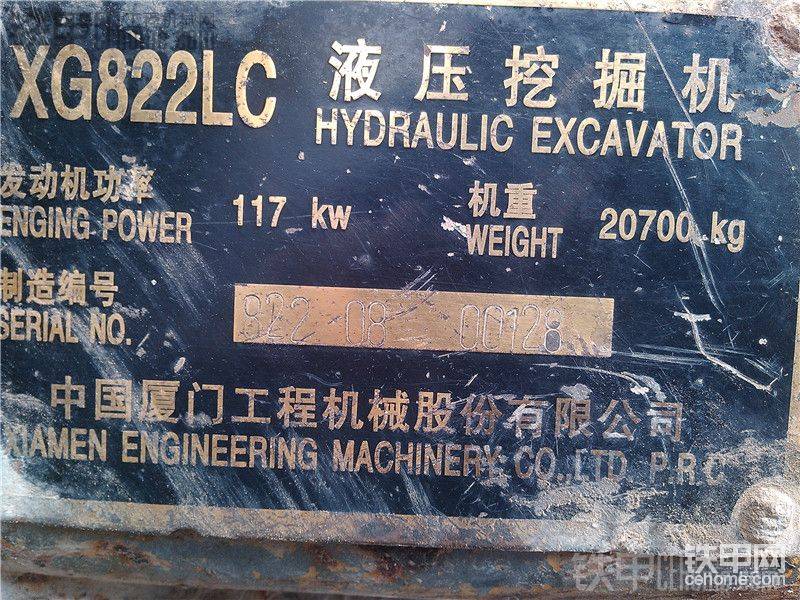 XG822LC 液压挖掘机
HYDRAULIC EXCAVATOR
发动机功率 117 kw 机重 20700 kg
ENGING POWER WEIGHT
制造编号
SERIAL NO. 822 08 00128
中国厦门工程机械股份有限公司
XIAMEN ENGINEERING MACHINERY CO.,LTD. P.R.C
铁甲网
cehome.com